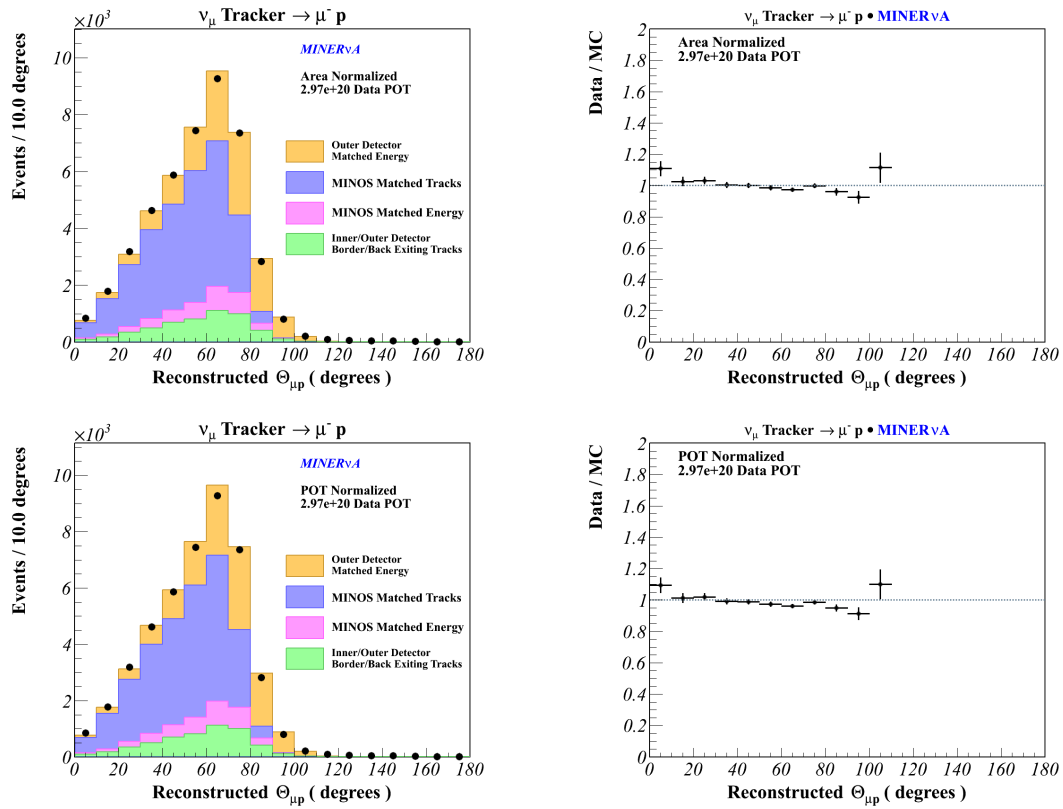 ν_μ Tracker → μ⁻ p
×10³
Events / 10.0 degrees
10
8
6
4
2
0
MINERνA
Area Normalized
2.97e+20 Data POT
Outer Detector
Matched Energy
MINOS Matched Tracks
MINOS Matched Energy
Inner/Outer Detector
Border/Back Exiting Tracks
0 20 40 60 80 100 120 140 160 180
Reconstructed Θ_μp ( degrees )
ν_μ Tracker → μ⁻ p • MINERνA
Data / MC
2
1.8
1.6
1.4
1.2
1
0.8
0.6
0.4
0.2
0
Area Normalized
2.97e+20 Data POT
0 20 40 60 80 100 120 140 160 180
Reconstructed Θ_μp ( degrees )
ν_μ Tracker → μ⁻ p
×10³
Events / 10.0 degrees
10
8
6
4
2
0
MINERνA
POT Normalized
2.97e+20 Data POT
Outer Detector
Matched Energy
MINOS Matched Tracks
MINOS Matched Energy
Inner/Outer Detector
Border/Back Exiting Tracks
0 20 40 60 80 100 120 140 160 180
Reconstructed Θ_μp ( degrees )
ν_μ Tracker → μ⁻ p • MINERνA
Data / MC
2
1.8
1.6
1.4
1.2
1
0.8
0.6
0.4
0.2
0
POT Normalized
2.97e+20 Data POT
0 20 40 60 80 100 120 140 160 180
Reconstructed Θ_μp ( degrees )